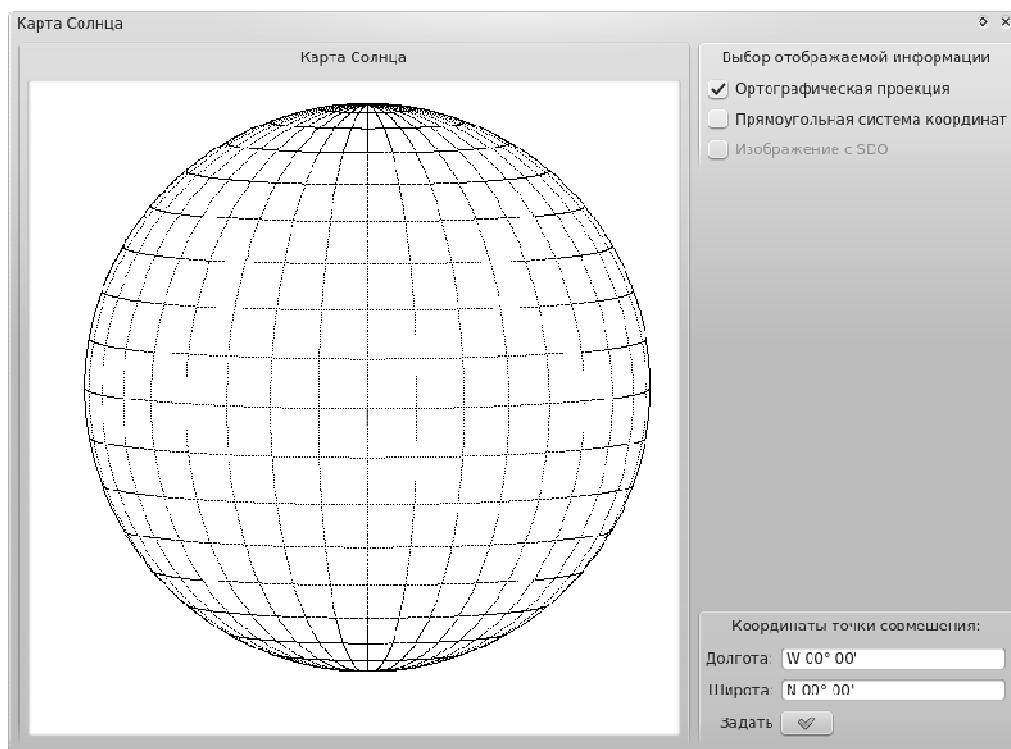 Карта Солнца
Карта Солнца
Выбор отображаемой информации
Ортографическая проекция
Прямоугольная система координат
Изображение с SDO
Координаты точки совмешения:
Долгота: W 00° 00'
Широта: N 00° 00'
Задать